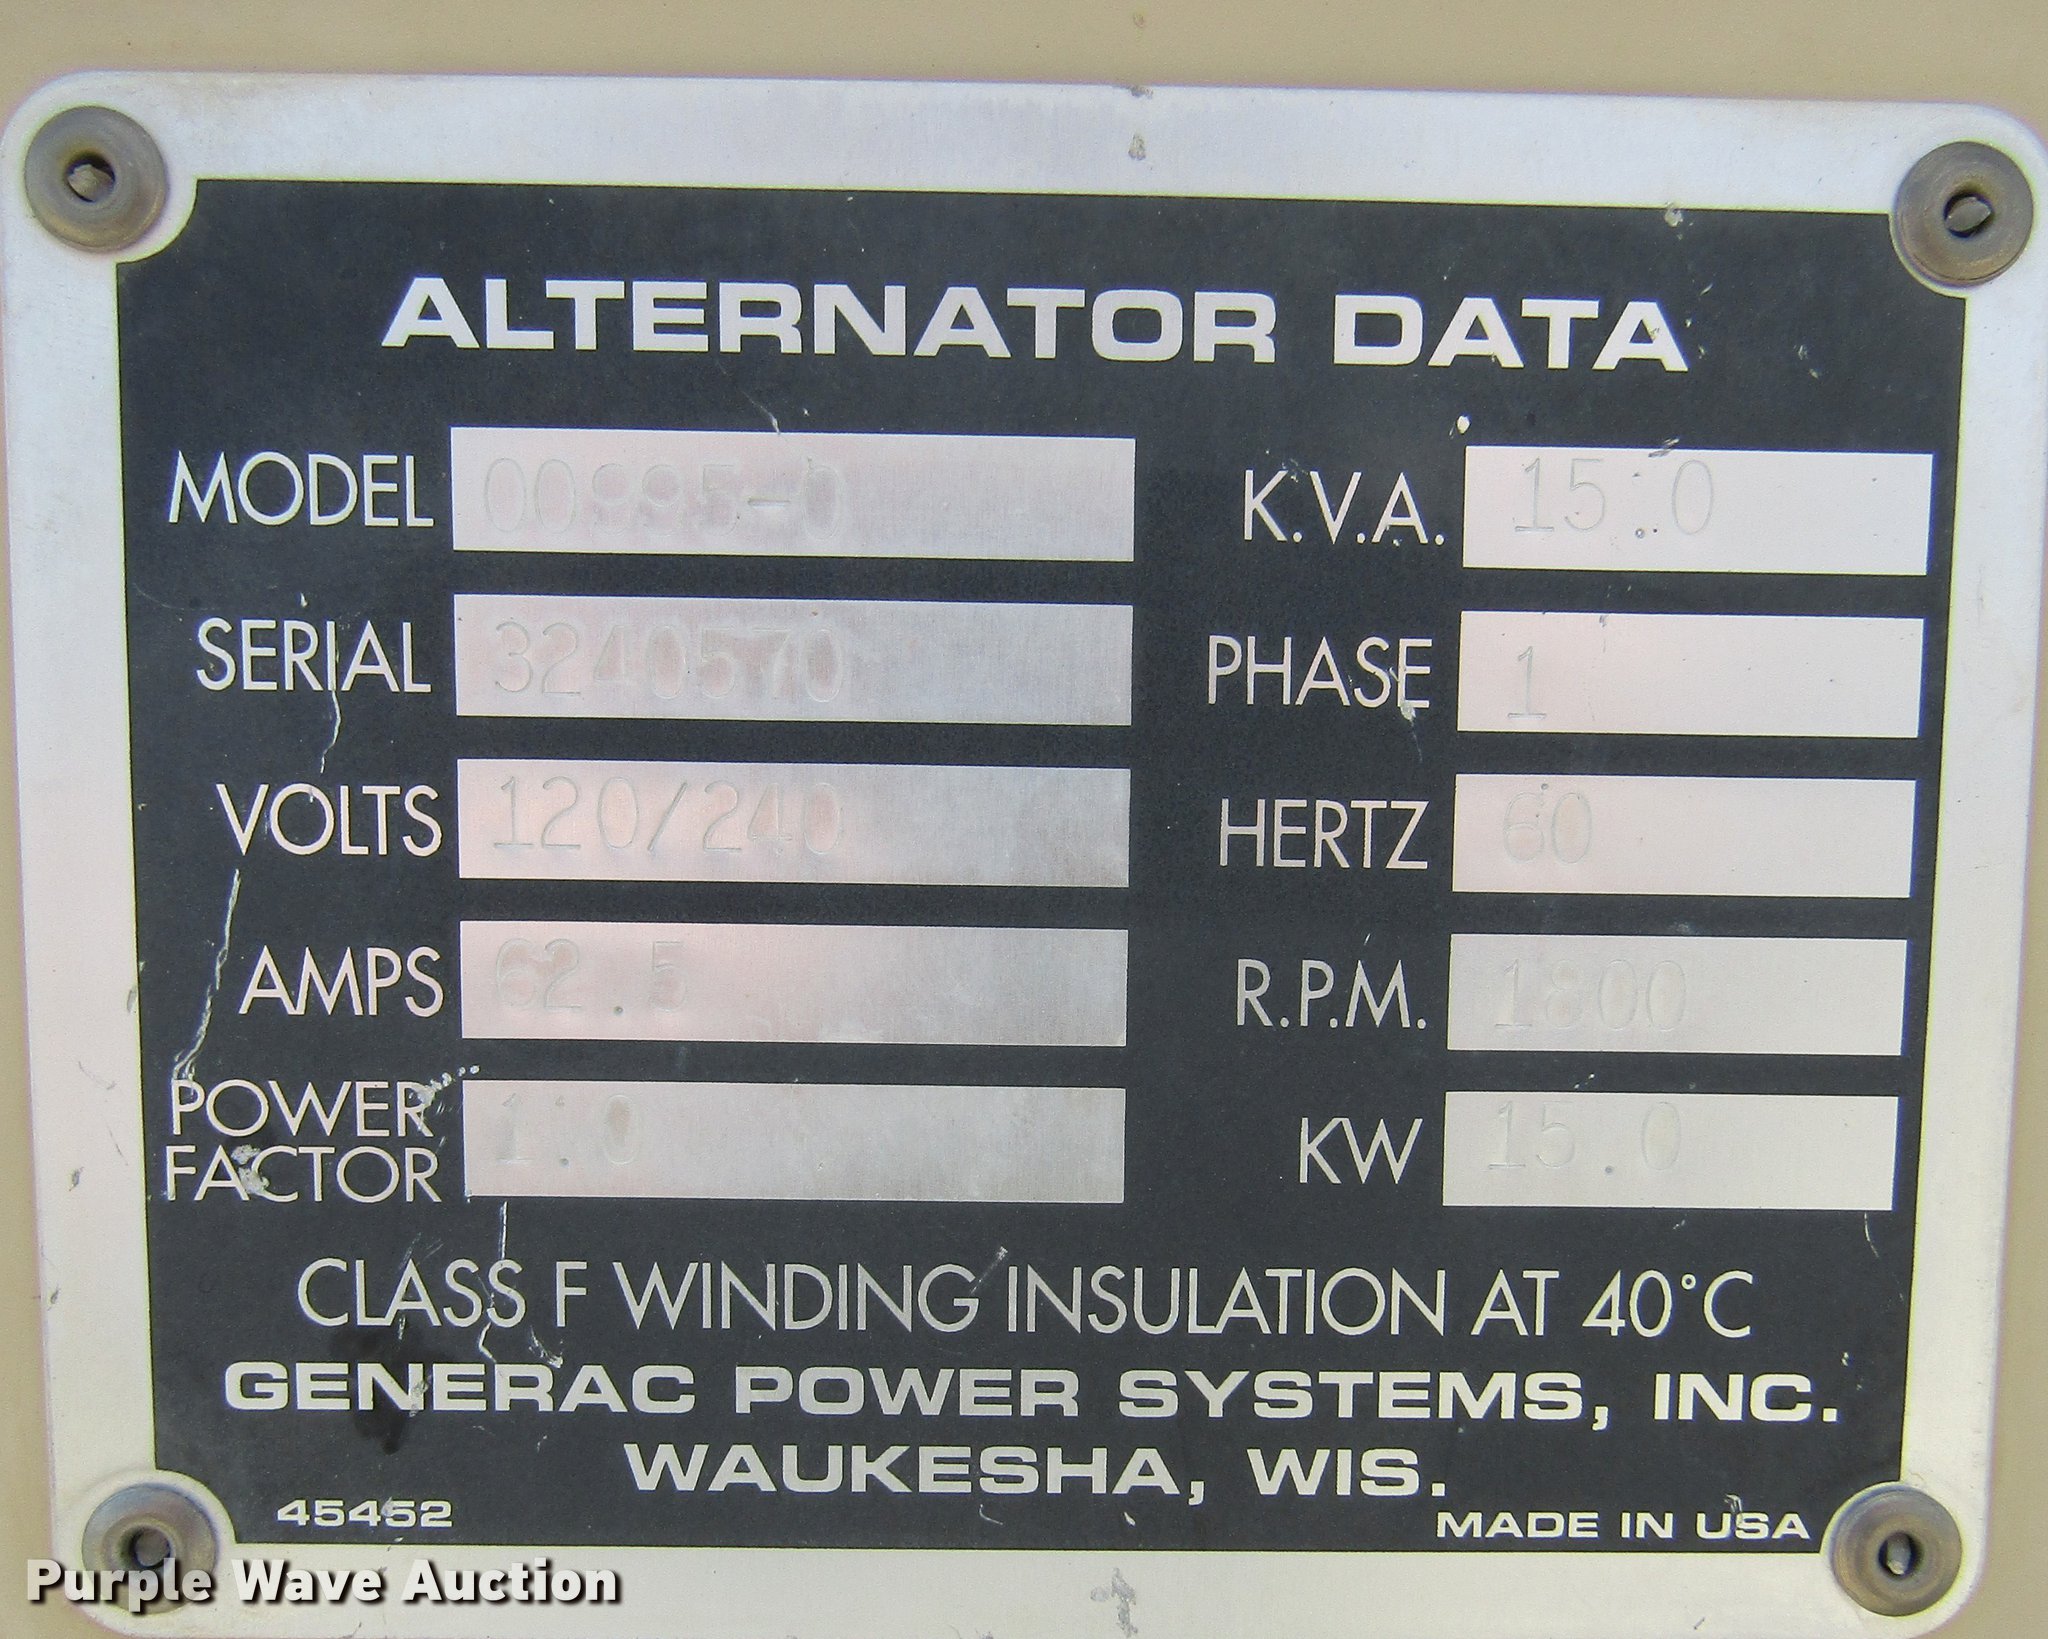 ALTERNATOR DATA
MODEL
SERIAL 3240570
VOLTS 120/240
AMPS 62.5
POWER FACTOR 1.0
K.V.A. 15.0
PHASE 1
HERTZ 60
R.P.M. 1800
KW 15.0
CLASS F WINDING INSULATION AT 40°C
GENERAC POWER SYSTEMS, INC.
WAUKESHA, WIS.
45452
MADE IN USA
Purple Wave Auction